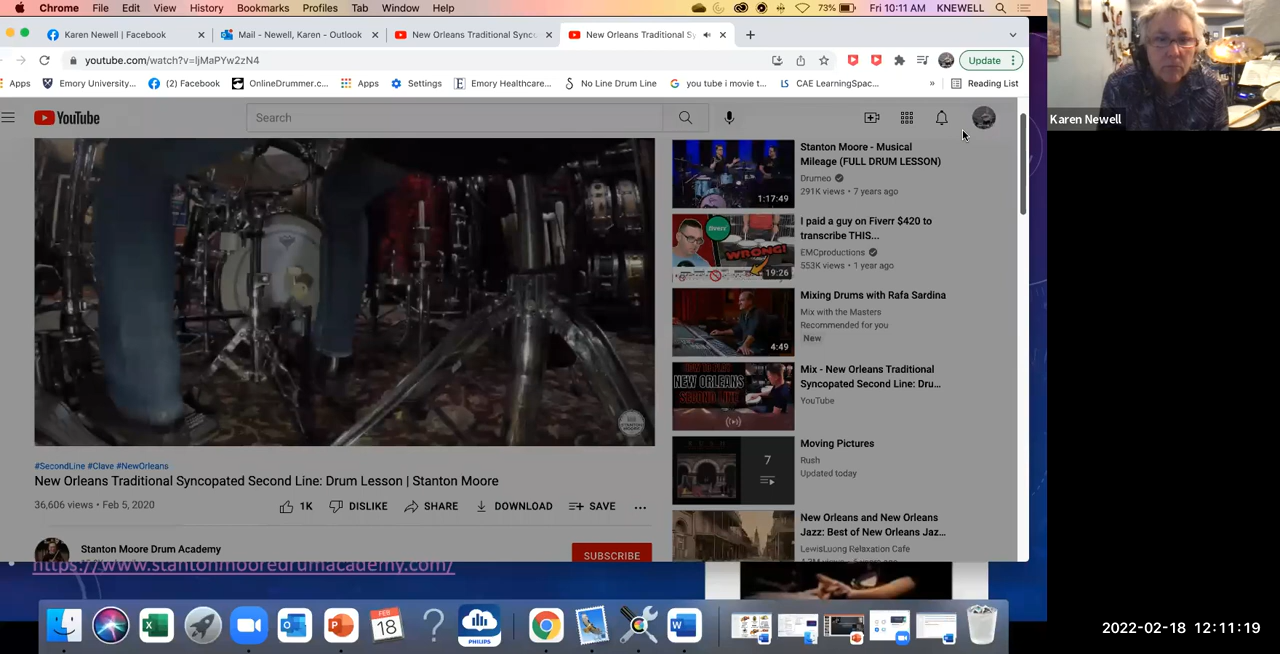 Chrome File Edit View History Bookmarks Profiles Tab Window Help 73% Fri 10:11 AM KNEWELL
Karen Newell | Facebook Mail - Newell, Karen - Outlook New Orleans Traditional Sync New Orleans Traditional Sy
youtube.com/watch?v=ljMaPYw2zN4 Update
Apps Emory University... (2) Facebook OnlineDrummer.c... Apps Settings Emory Healthcare... No Line Drum Line you tube i movie t... CAE LearningSpac... » Reading List
YouTube Search
Karen Newell
Stanton Moore - Musical
Mileage (FULL DRUM LESSON)
Drumeo
291K views • 7 years ago
1:17:49
I paid a guy on Fiverr $420 to
transcribe THIS...
EMCproductions
553K views • 1 year ago
fiverr
WRONG!
19:26
Mixing Drums with Rafa Sardina
Mix with the Masters
Recommended for you
New
4:49
Mix - New Orleans Traditional
Syncopated Second Line: Dru...
YouTube
NEW ORLEANS
SECOND LINE
Moving Pictures
Rush
Updated today
7
New Orleans and New Orleans
Jazz: Best of New Orleans Jaz...
LewisLuong Relaxation Cafe
#SecondLine #Clave #NewOrleans
New Orleans Traditional Syncopated Second Line: Drum Lesson | Stanton Moore
36,606 views • Feb 5, 2020 1K DISLIKE SHARE DOWNLOAD SAVE ...
Stanton Moore Drum Academy SUBSCRIBE
https://www.stantonmooredrumacademy.com/
FEB
18
PHILIPS
2022-02-18 12:11:19